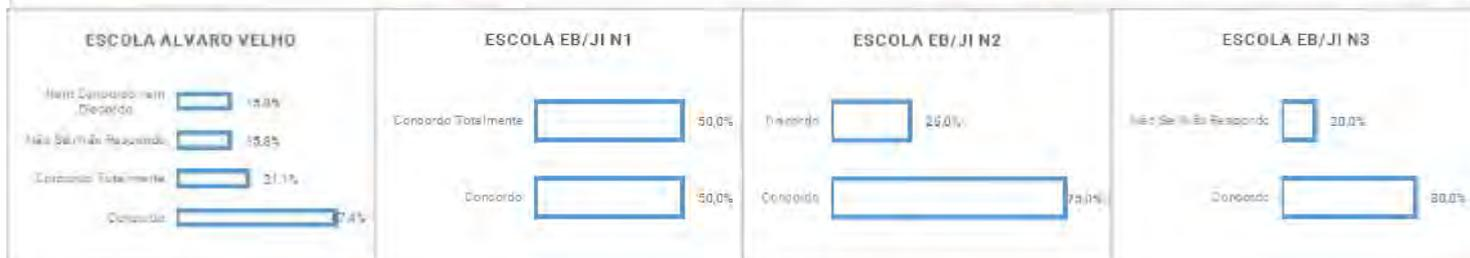 ESCOLA ALVARO VELHO
Nem Concordo nem
Discordo
15,8%
Não Sei/Não Respondo
15,8%
Concordo Totalmente
21,1%
Concordo
47,4%
ESCOLA EB/JI N1
Concordo Totalmente
50,0%
Concordo
50,0%
ESCOLA EB/JI N2
Discordo
25,0%
Concordo
75,0%
ESCOLA EB/JI N3
Não Sei/Não Respondo
20,0%
Concordo
80,0%